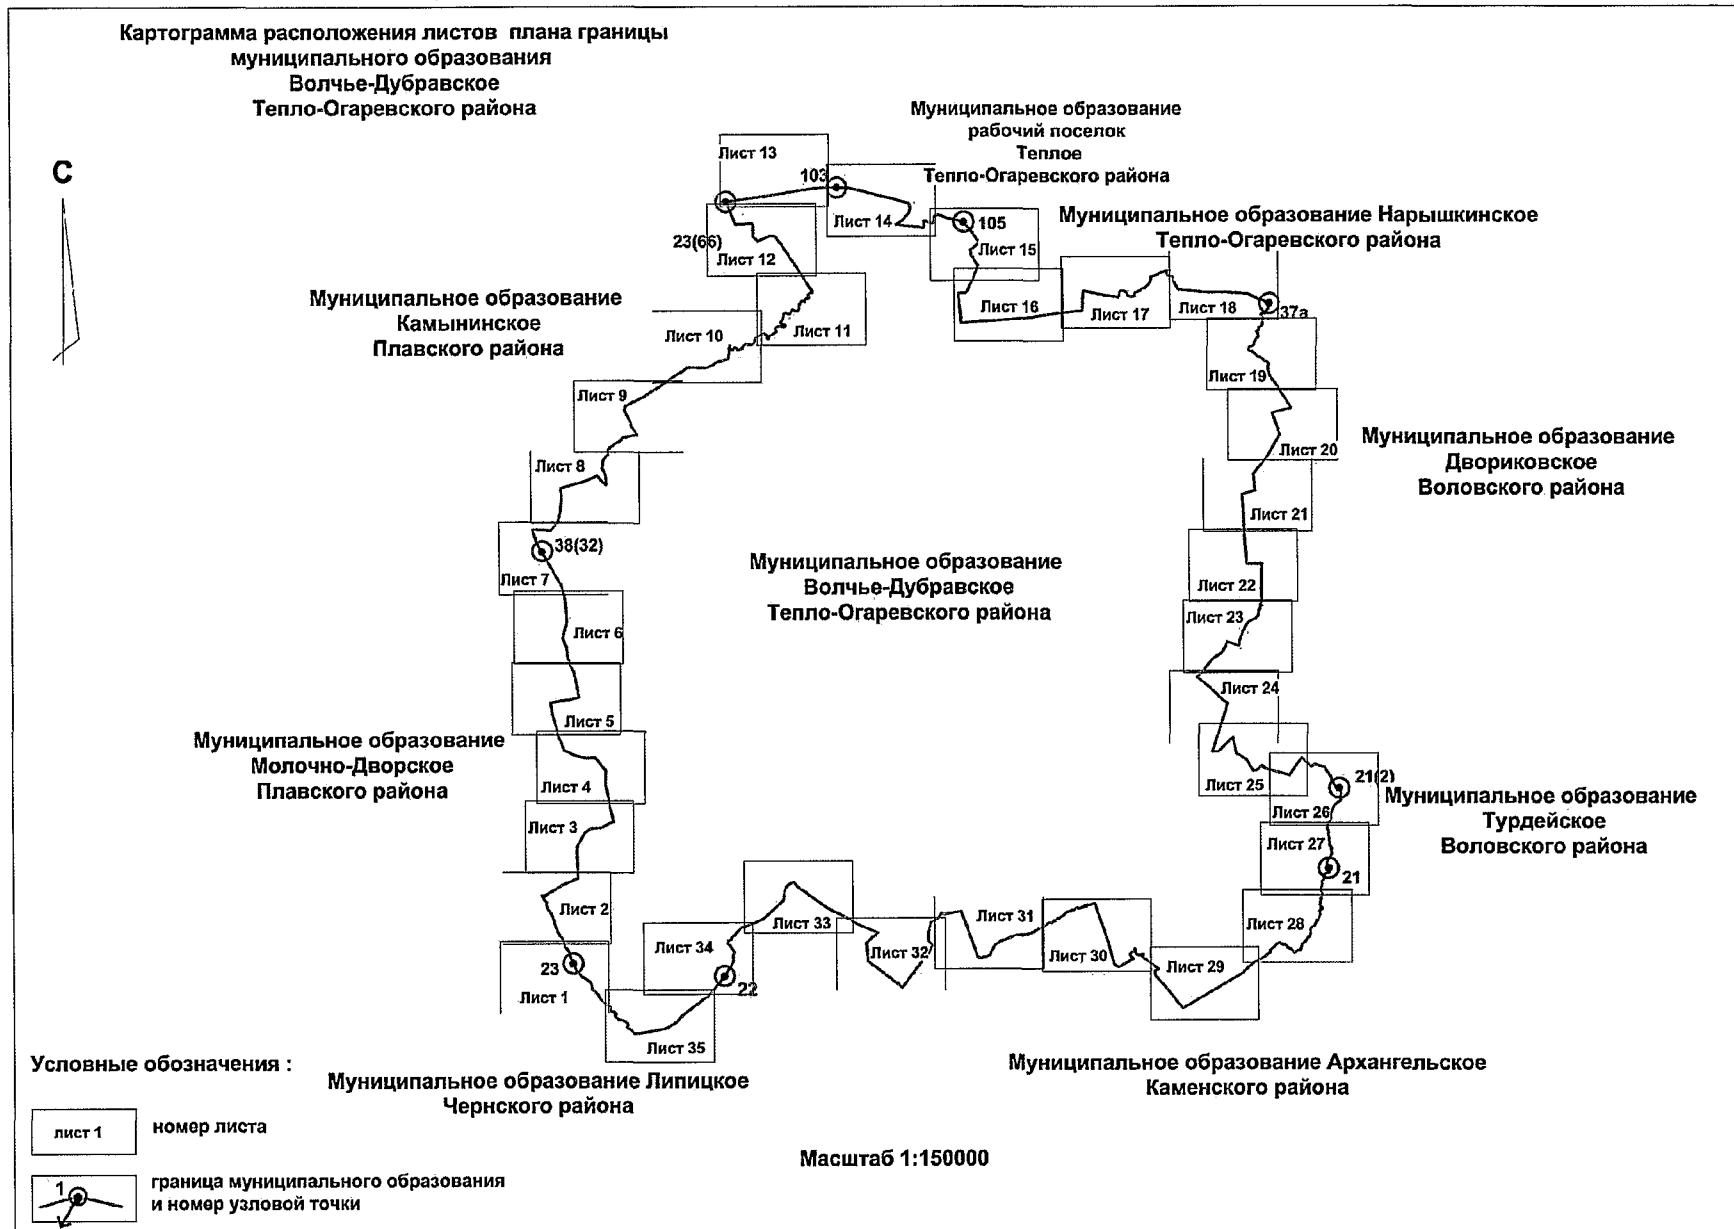 Картограмма расположения листов плана границы
муниципального образования
Волчье-Дубравское
Тепло-Огаревского района
С
Муниципальное образование
рабочий поселок
Теплое
Тепло-Огаревского района
Лист 13
103
Лист 14
105
Лист 15
23(66)
Лист 12
Муниципальное образование Нарышкинское
Тепло-Огаревского района
Муниципальное образование
Камынинское
Плавского района
Лист 10
Лист 11
Лист 16
Лист 17
Лист 18
37а
Лист 19
Лист 9
Лист 20
Муниципальное образование
Двориковское
Воловского района
Лист 8
Лист 21
38(32)
Лист 7
Муниципальное образование
Волчье-Дубравское
Тепло-Огаревского района
Лист 22
Лист 23
Лист 6
Лист 24
Лист 5
Муниципальное образование
Молочно-Дворское
Плавского района
Лист 4
Лист 25
21(2)
Лист 26
Муниципальное образование
Турдейское
Воловского района
Лист 3
Лист 27
21
Лист 2
Лист 28
Лист 33
Лист 31
Лист 34
Лист 32
Лист 30
Лист 29
23
Лист 1
22
Лист 35
Условные обозначения :
Муниципальное образование Липицкое
Чернского района
Муниципальное образование Архангельское
Каменского района
лист 1
номер листа
Масштаб 1:150000
1
граница муниципального образования
и номер узловой точки